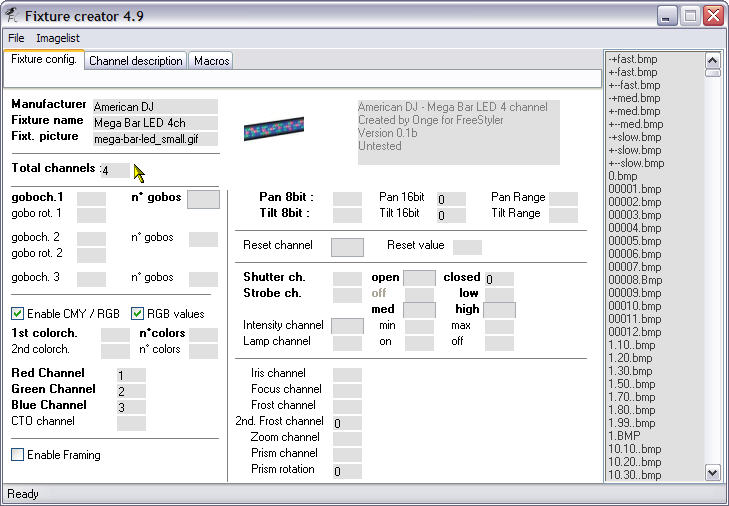 Fixture creator 4.9
File Imagelist
Fixture config. Channel description Macros
Manufacturer American DJ
Fixture name Mega Bar LED 4ch
Fixt. picture mega-bar-led_small.gif
American DJ - Mega Bar LED 4 channel
Created by Onge for FreeStyler
Version 0.1b
Untested
Total channels : 4
goboch.1 n° gobos
gobo rot. 1
goboch. 2 n° gobos
gobo rot. 2
goboch. 3 n° gobos
Enable CMY / RGB RGB values
1st colorch. n°colors
2nd colorch. n° colors
Red Channel 1
Green Channel 2
Blue Channel 3
CTO channel
Enable Framing
Pan 8bit : Pan 16bit 0 Pan Range
Tilt 8bit : Tilt 16bit 0 Tilt Range
Reset channel Reset value
Shutter ch. open closed 0
Strobe ch. off low
med high
Intensity channel min max
Lamp channel on off
Iris channel
Focus channel
Frost channel
2nd. Frost channel 0
Zoom channel
Prism channel
Prism rotation 0
-+fast.bmp
+-fast.bmp
+--fast.bmp
-+med.bmp
+-med.bmp
+--med.bmp
-+slow.bmp
+-slow.bmp
+--slow.bmp
0.bmp
00001.bmp
00002.bmp
00003.bmp
00004.bmp
00005.bmp
00006.bmp
00007.bmp
00008.Bmp
00009.bmp
00010.bmp
00011.bmp
00012.bmp
1.10..bmp
1.20.bmp
1.30.bmp
1.50..bmp
1.70..bmp
1.80..bmp
1.99..bmp
1.BMP
10.10..bmp
10.20..bmp
10.30..bmp
Ready